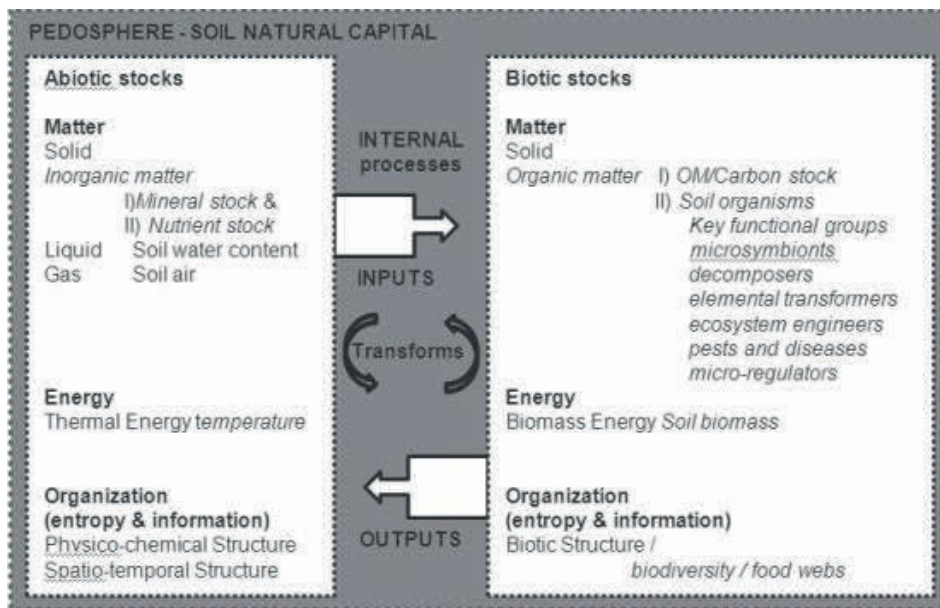 PEDOSPHERE - SOIL NATURAL CAPITAL
Abiotic stocks
Matter
Solid
Inorganic matter
I)Mineral stock &
II) Nutrient stock
Liquid Soil water content
Gas Soil air
Energy
Thermal Energy temperature
Organization
(entropy & information)
Physico-chemical Structure
Spatio-temporal Structure
INTERNAL
processes
INPUTS
Transforms
OUTPUTS
Biotic stocks
Matter
Solid
Organic matter I) OM/Carbon stock
II) Soil organisms
Key functional groups
microsymbionts
decomposers
elemental transformers
ecosystem engineers
pests and diseases
micro-regulators
Energy
Biomass Energy Soil biomass
Organization
(entropy & information)
Biotic Structure /
biodiversity / food webs